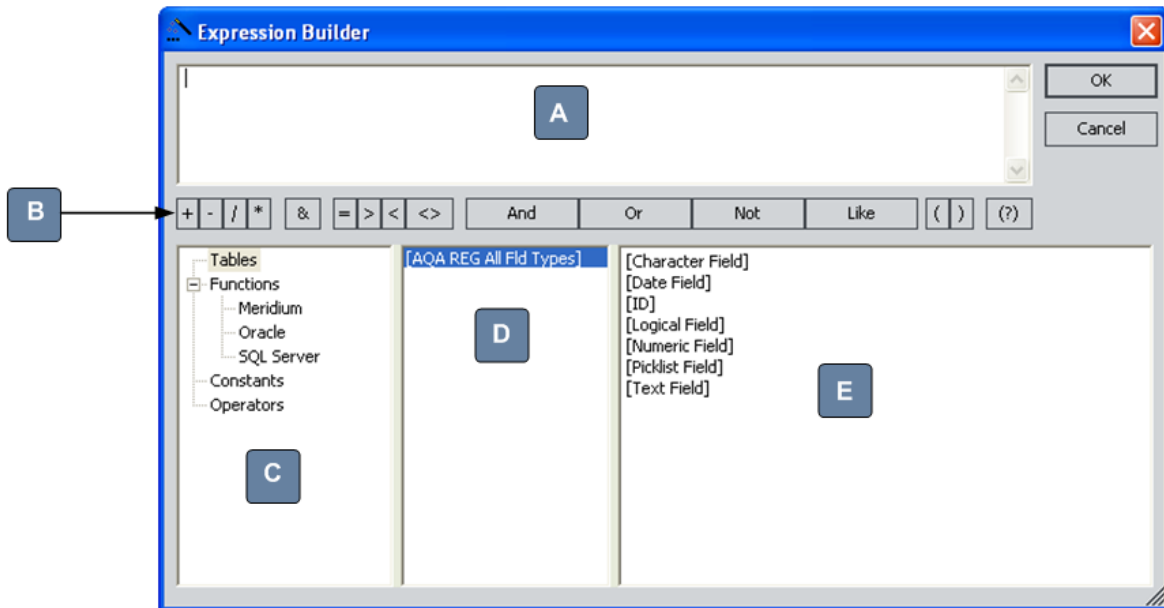 Expression Builder
A
OK
Cancel
B
+ - / * & = > < <> And Or Not Like ( ) (?)
Tables
Functions
Meridium
Oracle
SQL Server
Constants
Operators
C
[AQA REG All Fld Types]
D
[Character Field]
[Date Field]
[ID]
[Logical Field]
[Numeric Field]
[Picklist Field]
[Text Field]
E